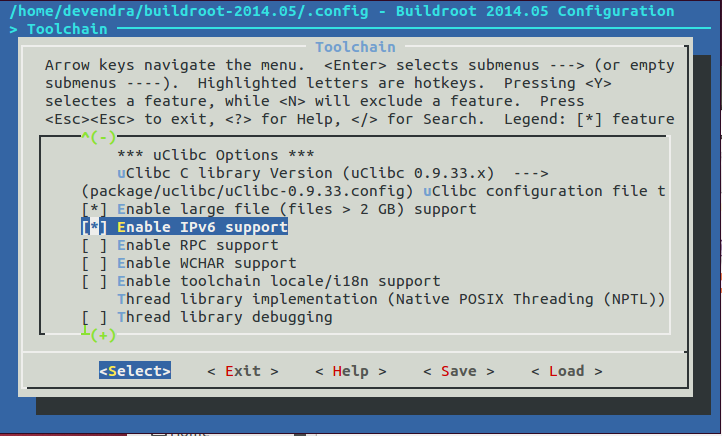 /home/devendra/buildroot-2014.05/.config - Buildroot 2014.05 Configuration
> Toolchain
Toolchain
Arrow keys navigate the menu.  <Enter> selects submenus ---> (or empty
submenus ----).  Highlighted letters are hotkeys.  Pressing <Y>
selectes a feature, while <N> will exclude a feature.  Press
<Esc><Esc> to exit, <?> for Help, </> for Search.  Legend: [*] feature
^(-)
*** uClibc Options ***
uClibc C library Version (uClibc 0.9.33.x)  --->
(package/uclibc/uClibc-0.9.33.config) uClibc configuration file t
[*] Enable large file (files > 2 GB) support
[*] Enable IPv6 support
[ ] Enable RPC support
[ ] Enable WCHAR support
[ ] Enable toolchain locale/i18n support
Thread library implementation (Native POSIX Threading (NPTL))
[ ] Thread library debugging
┴(+)
<Select>    < Exit >    < Help >    < Save >    < Load >